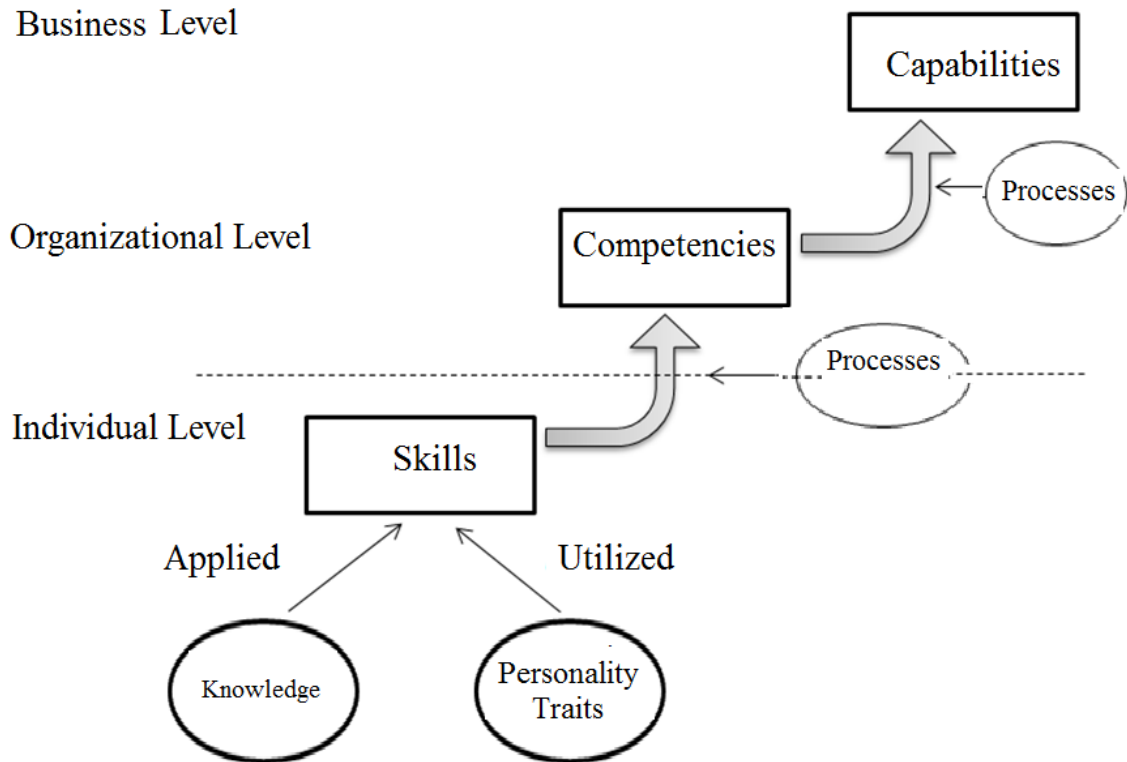 Business Level
Capabilities
Processes
Organizational Level
Competencies
Processes
Individual Level
Skills
Applied
Utilized
Knowledge
Personality
Traits